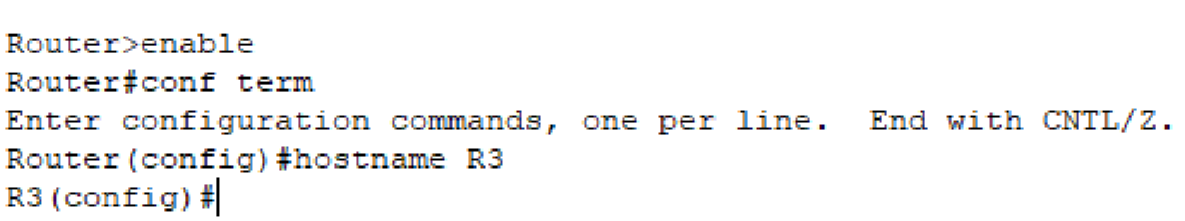 Router>enable
Router#conf term
Enter configuration commands, one per line.  End with CNTL/Z.
Router(config)#hostname R3
R3(config)#